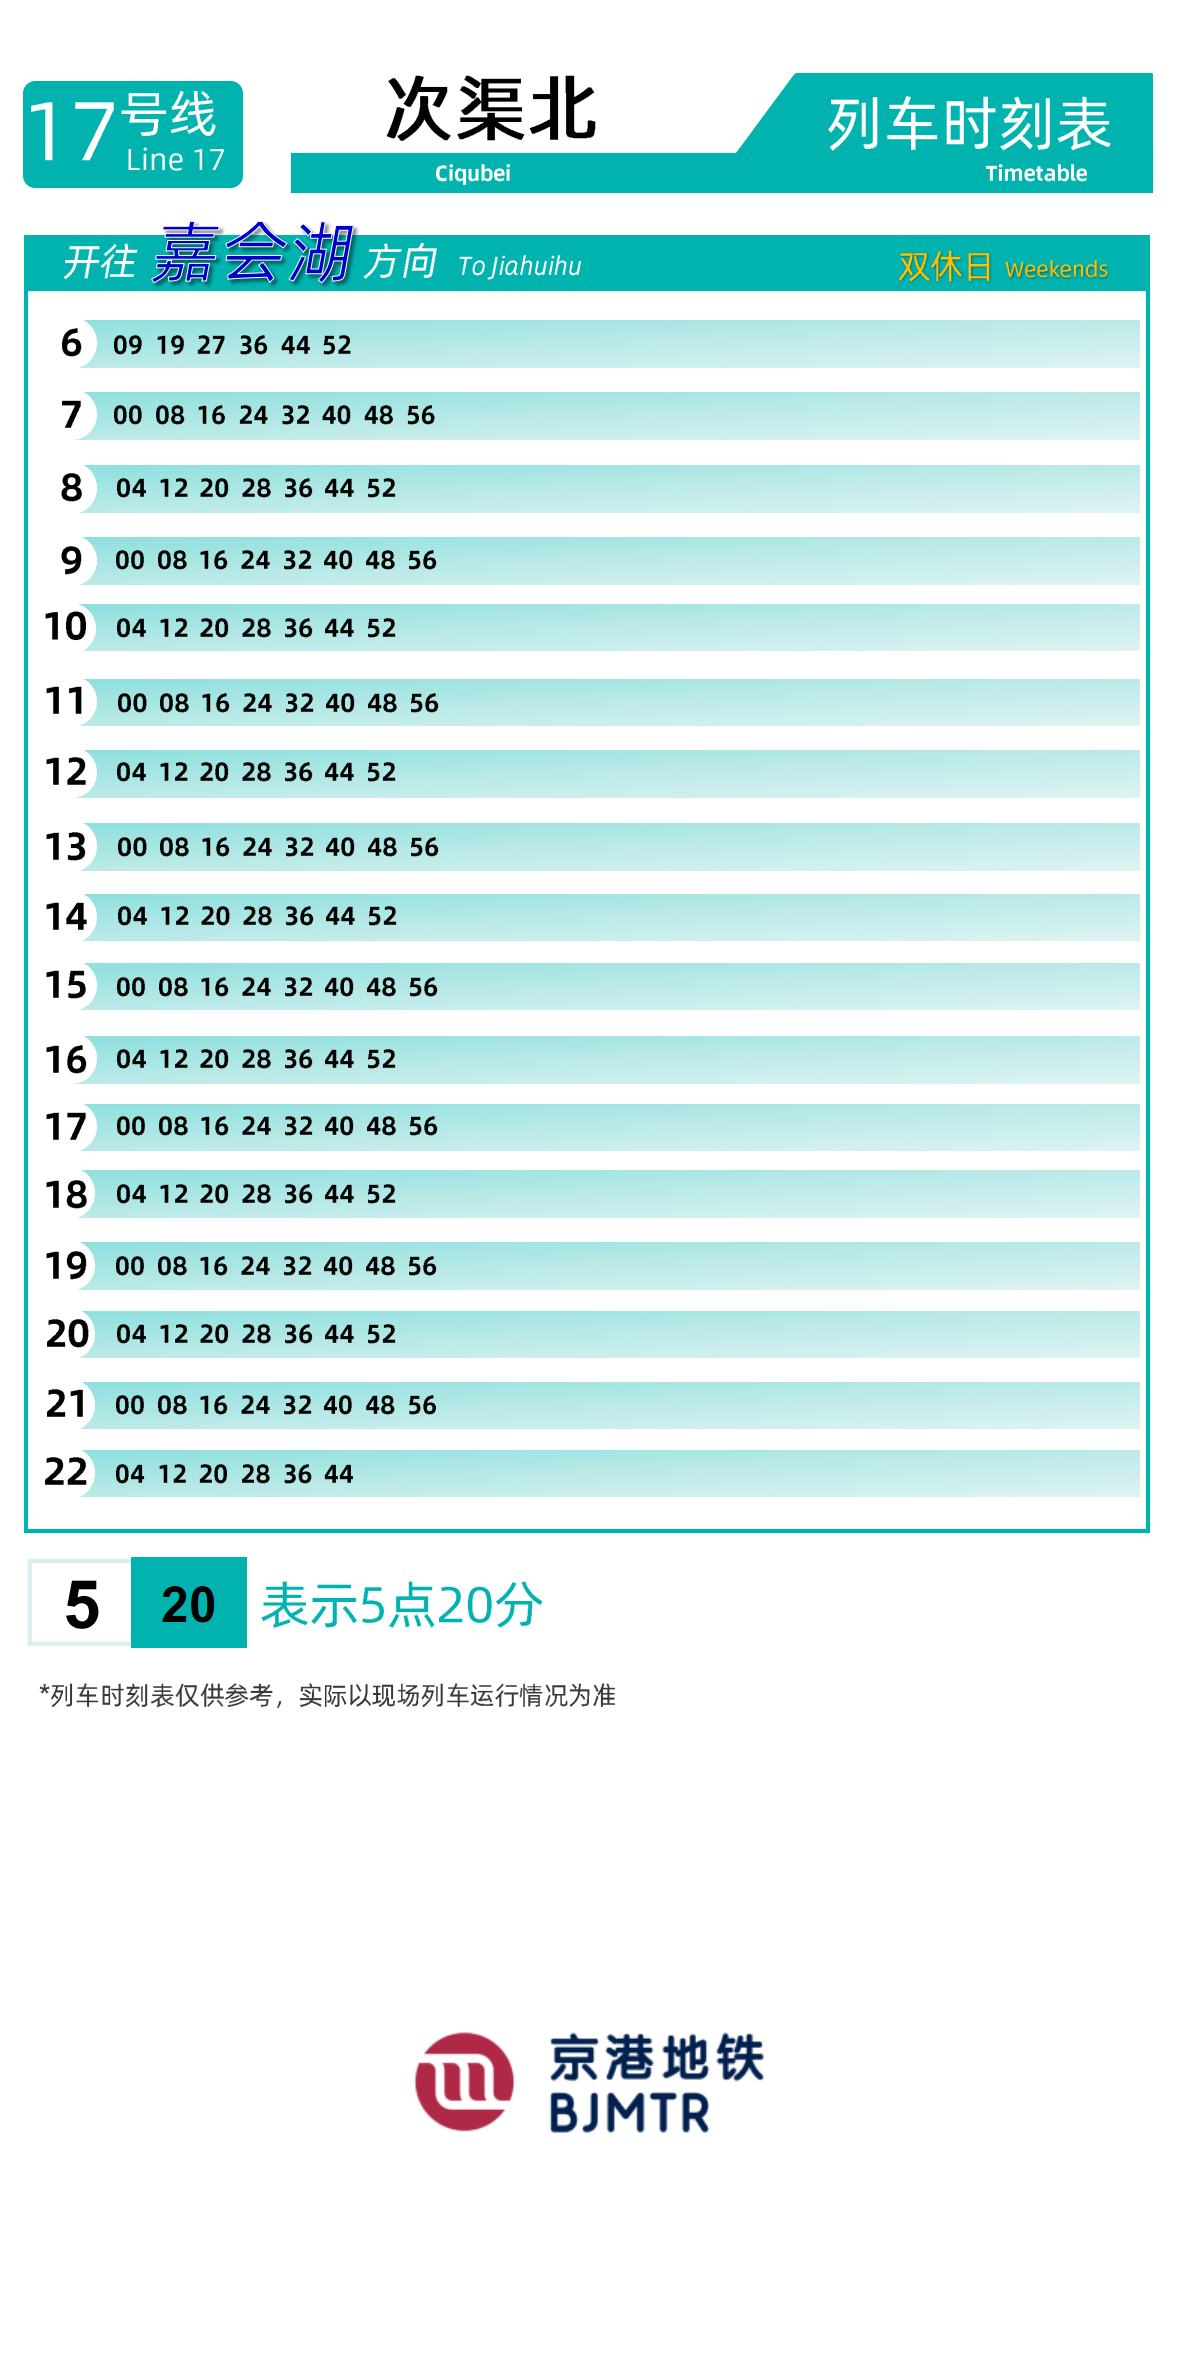 17号线
Line 17
次渠北
Ciqubei
列车时刻表
Timetable
开往 嘉会湖 方向 To Jiahuihu 双休日 Weekends
6 09 19 27 36 44 52
7 00 08 16 24 32 40 48 56
8 04 12 20 28 36 44 52
9 00 08 16 24 32 40 48 56
10 04 12 20 28 36 44 52
11 00 08 16 24 32 40 48 56
12 04 12 20 28 36 44 52
13 00 08 16 24 32 40 48 56
14 04 12 20 28 36 44 52
15 00 08 16 24 32 40 48 56
16 04 12 20 28 36 44 52
17 00 08 16 24 32 40 48 56
18 04 12 20 28 36 44 52
19 00 08 16 24 32 40 48 56
20 04 12 20 28 36 44 52
21 00 08 16 24 32 40 48 56
22 04 12 20 28 36 44
5 20 表示5点20分
*列车时刻表仅供参考，实际以现场列车运行情况为准
京港地铁
BJMTR